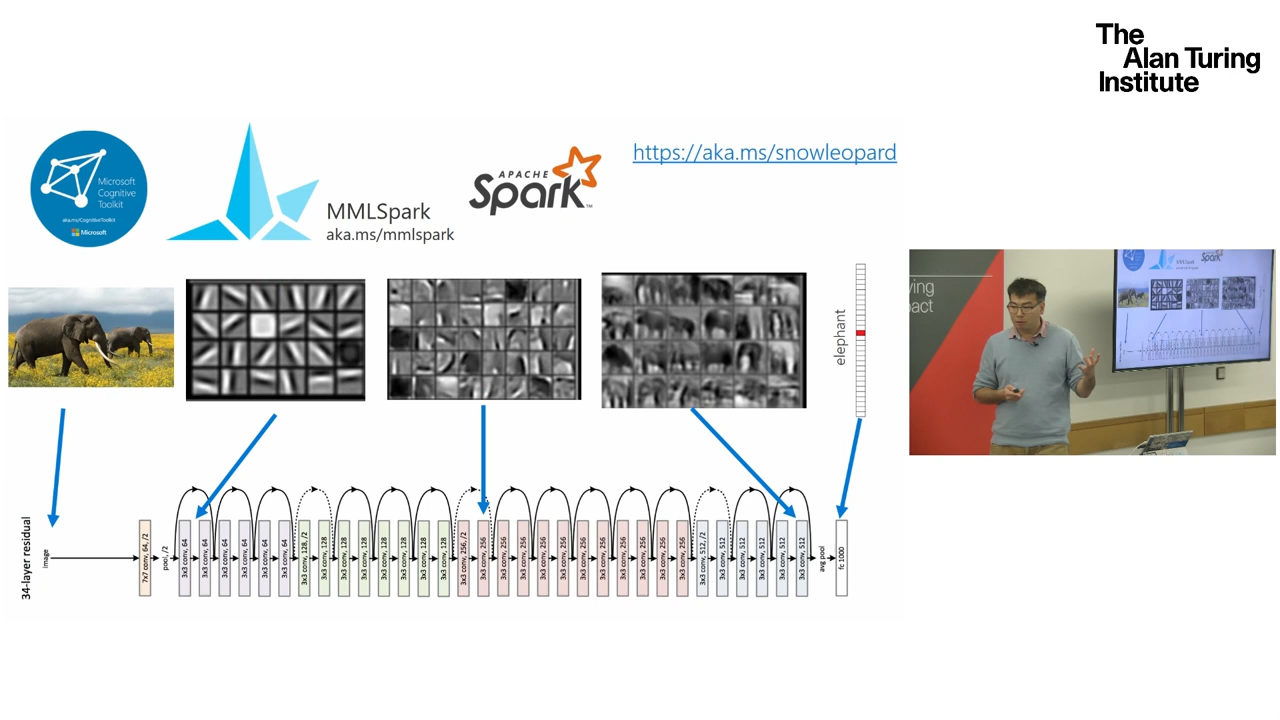 The
Alan Turing
Institute
Microsoft
Cognitive
Toolkit
aka.ms/CognitiveToolkit
Microsoft
MMLSpark
aka.ms/mmlspark
APACHE
Spark™
https://aka.ms/snowleopard
elephant
34-layer residual
image
7x7 conv, 64, /2
pool, /2
3x3 conv, 64
3x3 conv, 64
3x3 conv, 64
3x3 conv, 64
3x3 conv, 64
3x3 conv, 64
3x3 conv, 128, /2
3x3 conv, 128
3x3 conv, 128
3x3 conv, 128
3x3 conv, 128
3x3 conv, 128
3x3 conv, 128
3x3 conv, 128
3x3 conv, 256, /2
3x3 conv, 256
3x3 conv, 256
3x3 conv, 256
3x3 conv, 256
3x3 conv, 256
3x3 conv, 256
3x3 conv, 256
3x3 conv, 256
3x3 conv, 256
3x3 conv, 256
3x3 conv, 256
3x3 conv, 512, /2
3x3 conv, 512
3x3 conv, 512
3x3 conv, 512
3x3 conv, 512
3x3 conv, 512
avg pool
fc 1000
ying
act
MMLSpark
Spark